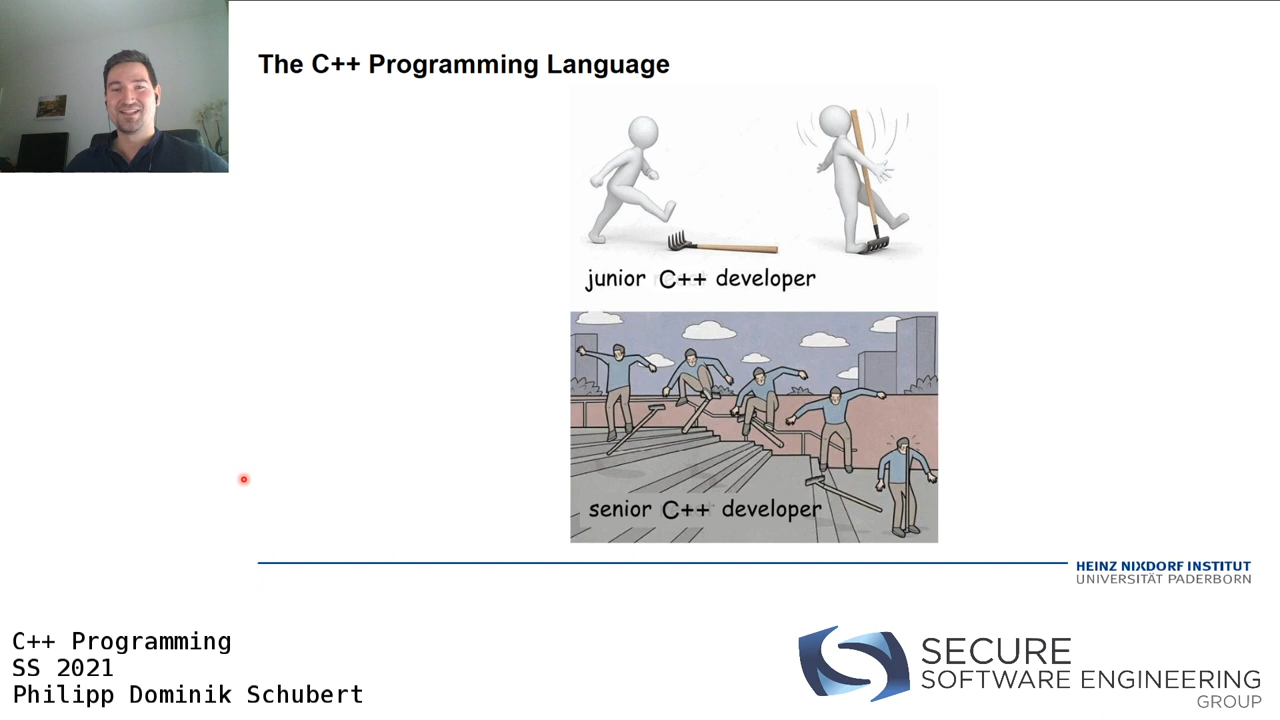 The C++ Programming Language
junior C++ developer
senior C++ developer
HEINZ NIXDORF INSTITUT
UNIVERSITÄT PADERBORN
C++ Programming
SS 2021
Philipp Dominik Schubert
SECURE
SOFTWARE ENGINEERING
GROUP